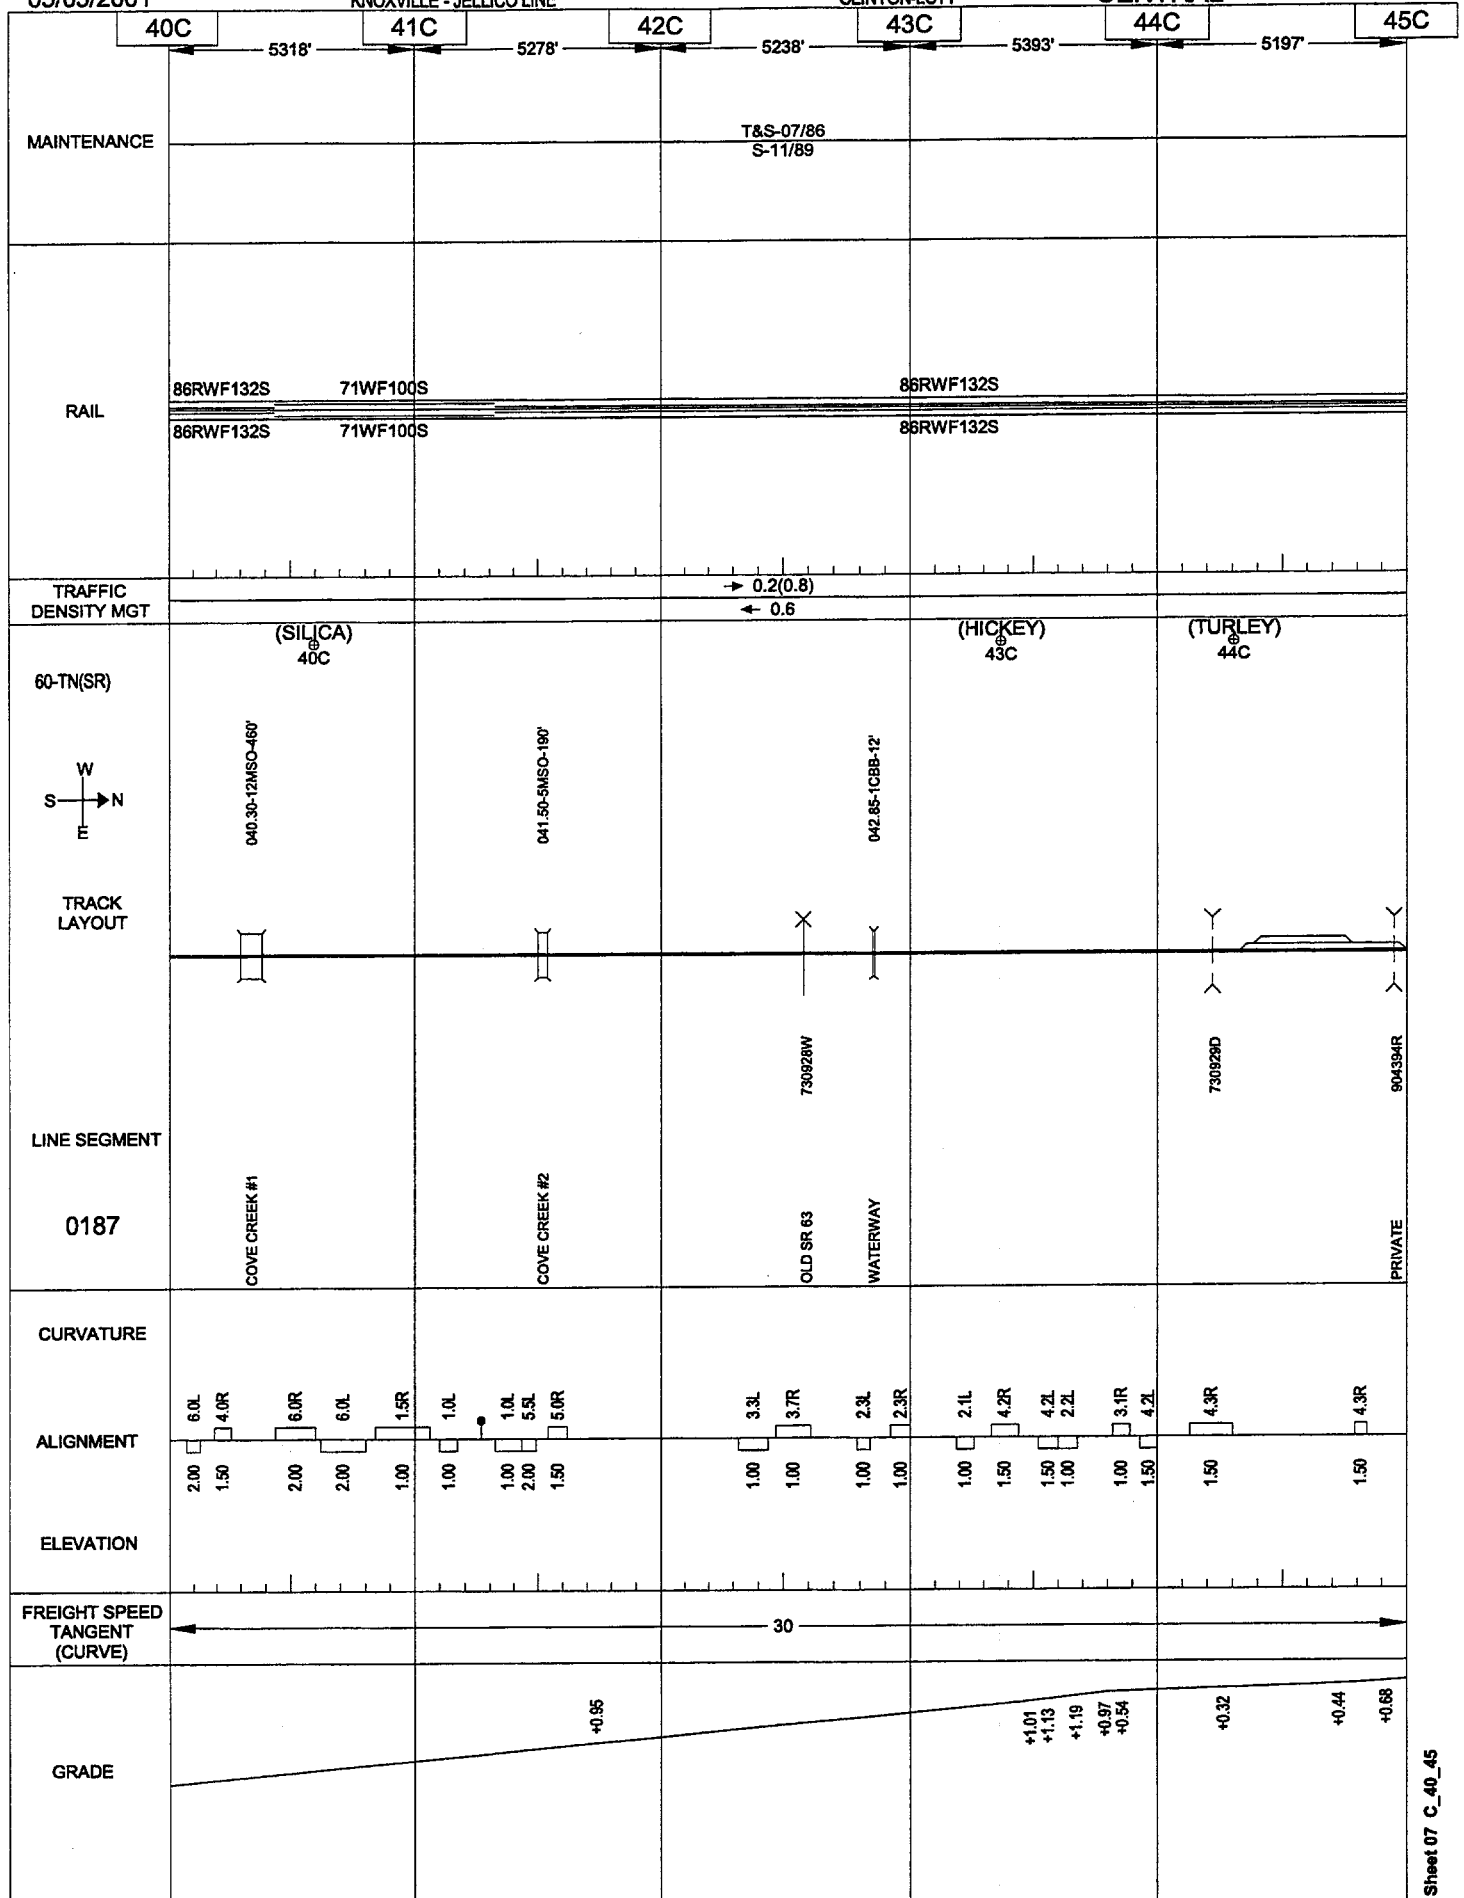 KNOXVILLE - JELLICO LINE
40C 41C 42C 43C 44C 45C
5318' 5278' 5238' 5393' 5197'
MAINTENANCE
T&S-07/86
S-11/89
RAIL
86RWF132S 71WF100S 86RWF132S
86RWF132S 71WF100S 86RWF132S
TRAFFIC
DENSITY MGT
→ 0.2(0.8)
← 0.6
(SILICA) (HICKEY) (TURLEY)
40C 43C 44C
60-TN(SR)
040.30-12MSO-460'
041.50-5MSO-190'
042.85-1CBB-12'
W
S N
E
TRACK
LAYOUT
730928W
730929D
904394R
LINE SEGMENT
0187
COVE CREEK #1
COVE CREEK #2
OLD SR 63
WATERWAY
PRIVATE
CURVATURE
6.0L 4.0R 6.0R 6.0L 1.5R 1.0L 1.0L 5.5L 5.0R 3.3L 3.7R 2.3L 2.3R 2.1L 4.2R 4.2L 2.2L 3.1R 4.2L 4.3R 4.3R
ALIGNMENT
2.00 1.50 2.00 2.00 1.00 1.00 1.00 2.00 1.50 1.00 1.00 1.00 1.00 1.00 1.50 1.50 1.00 1.00 1.50 1.50 1.50
ELEVATION
FREIGHT SPEED
TANGENT
(CURVE)
30
GRADE
+0.95 +1.01 +1.13 +1.19 +0.97 +0.54 +0.32 +0.44 +0.68
Sheet 07 C_40_45